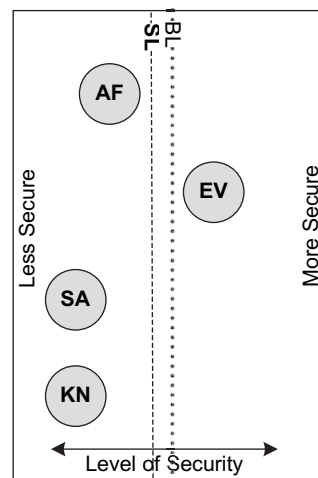 SL
BL
AF
EV
Less Secure
More Secure
SA
KN
Level of Security